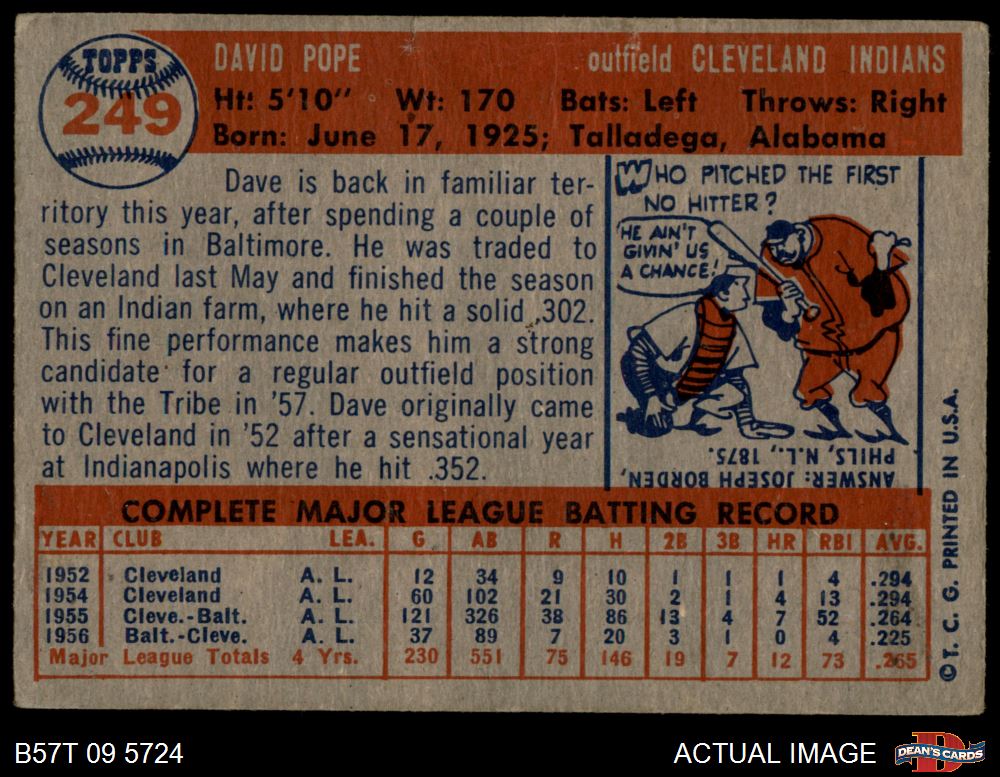 TOPPS
249
DAVID POPE outfield CLEVELAND INDIANS
Ht: 5'10" Wt: 170 Bats: Left Throws: Right
Born: June 17, 1925; Talladega, Alabama
Dave is back in familiar ter-
ritory this year, after spending a couple of
seasons in Baltimore. He was traded to
Cleveland last May and finished the season
on an Indian farm, where he hit a solid .302.
This fine performance makes him a strong
candidate for a regular outfield position
with the Tribe in '57. Dave originally came
to Cleveland in '52 after a sensational year
at Indianapolis where he hit .352.
WHO PITCHED THE FIRST
NO HITTER?
'HE AIN'T
GIVIN' US
A CHANCE!
ANSWER: JOSEPH BORDEN,
PHILS, N.L., 1875.
COMPLETE MAJOR LEAGUE BATTING RECORD
YEAR CLUB LEA. G AB R H 2B 3B HR RBI AVG.
1952 Cleveland A. L. 12 34 9 10 1 1 1 4 .294
1954 Cleveland A. L. 60 102 21 30 2 1 4 13 .294
1955 Cleve.-Balt. A. L. 121 326 38 86 13 4 7 52 .264
1956 Balt.-Cleve. A. L. 37 89 7 20 3 1 0 4 .225
Major League Totals 4 Yrs. 230 551 75 146 19 7 12 73 .265
©T. C. G. PRINTED IN U.S.A.
B57T 09 5724
ACTUAL IMAGE
DEAN'S CARDS